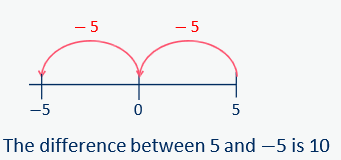 – 5 – 5
–5 0 5
The difference between 5 and –5 is 10